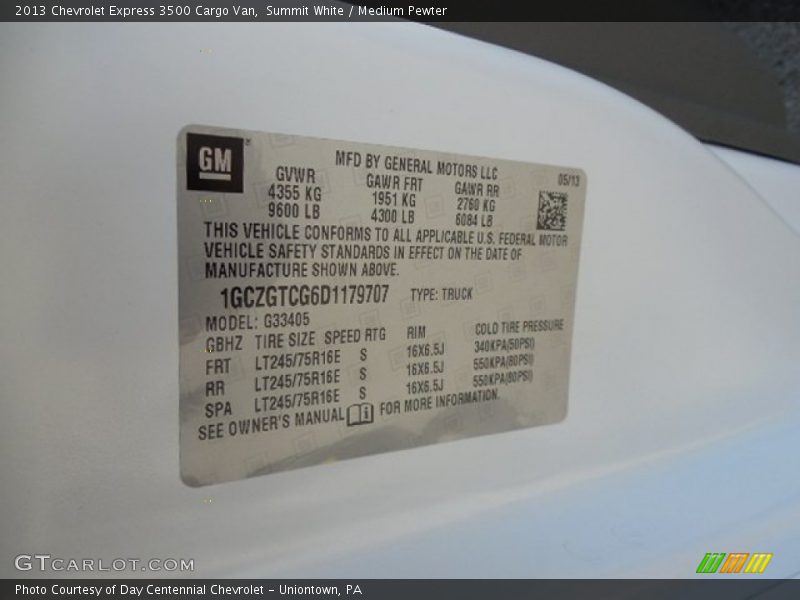 2013 Chevrolet Express 3500 Cargo Van,  Summit White / Medium Pewter
GM
MFD BY GENERAL MOTORS LLC
05/13
GVWR GAWR FRT GAWR RR
4355 KG 1951 KG 2760 KG
9600 LB 4300 LB 6084 LB
THIS VEHICLE CONFORMS TO ALL APPLICABLE U.S. FEDERAL MOTOR
VEHICLE SAFETY STANDARDS IN EFFECT ON THE DATE OF
MANUFACTURE SHOWN ABOVE.
1GCZGTCG6D1179707 TYPE: TRUCK
MODEL: G33405
GBHZ TIRE SIZE SPEED RTG RIM COLD TIRE PRESSURE
FRT LT245/75R16E S 16X6.5J 340KPA(50PSI)
RR LT245/75R16E S 16X6.5J 550KPA(80PSI)
SPA LT245/75R16E S 16X6.5J 550KPA(80PSI)
SEE OWNER'S MANUAL i FOR MORE INFORMATION.
GTCARLOT.COM
Photo Courtesy of Day Centennial Chevrolet - Uniontown, PA